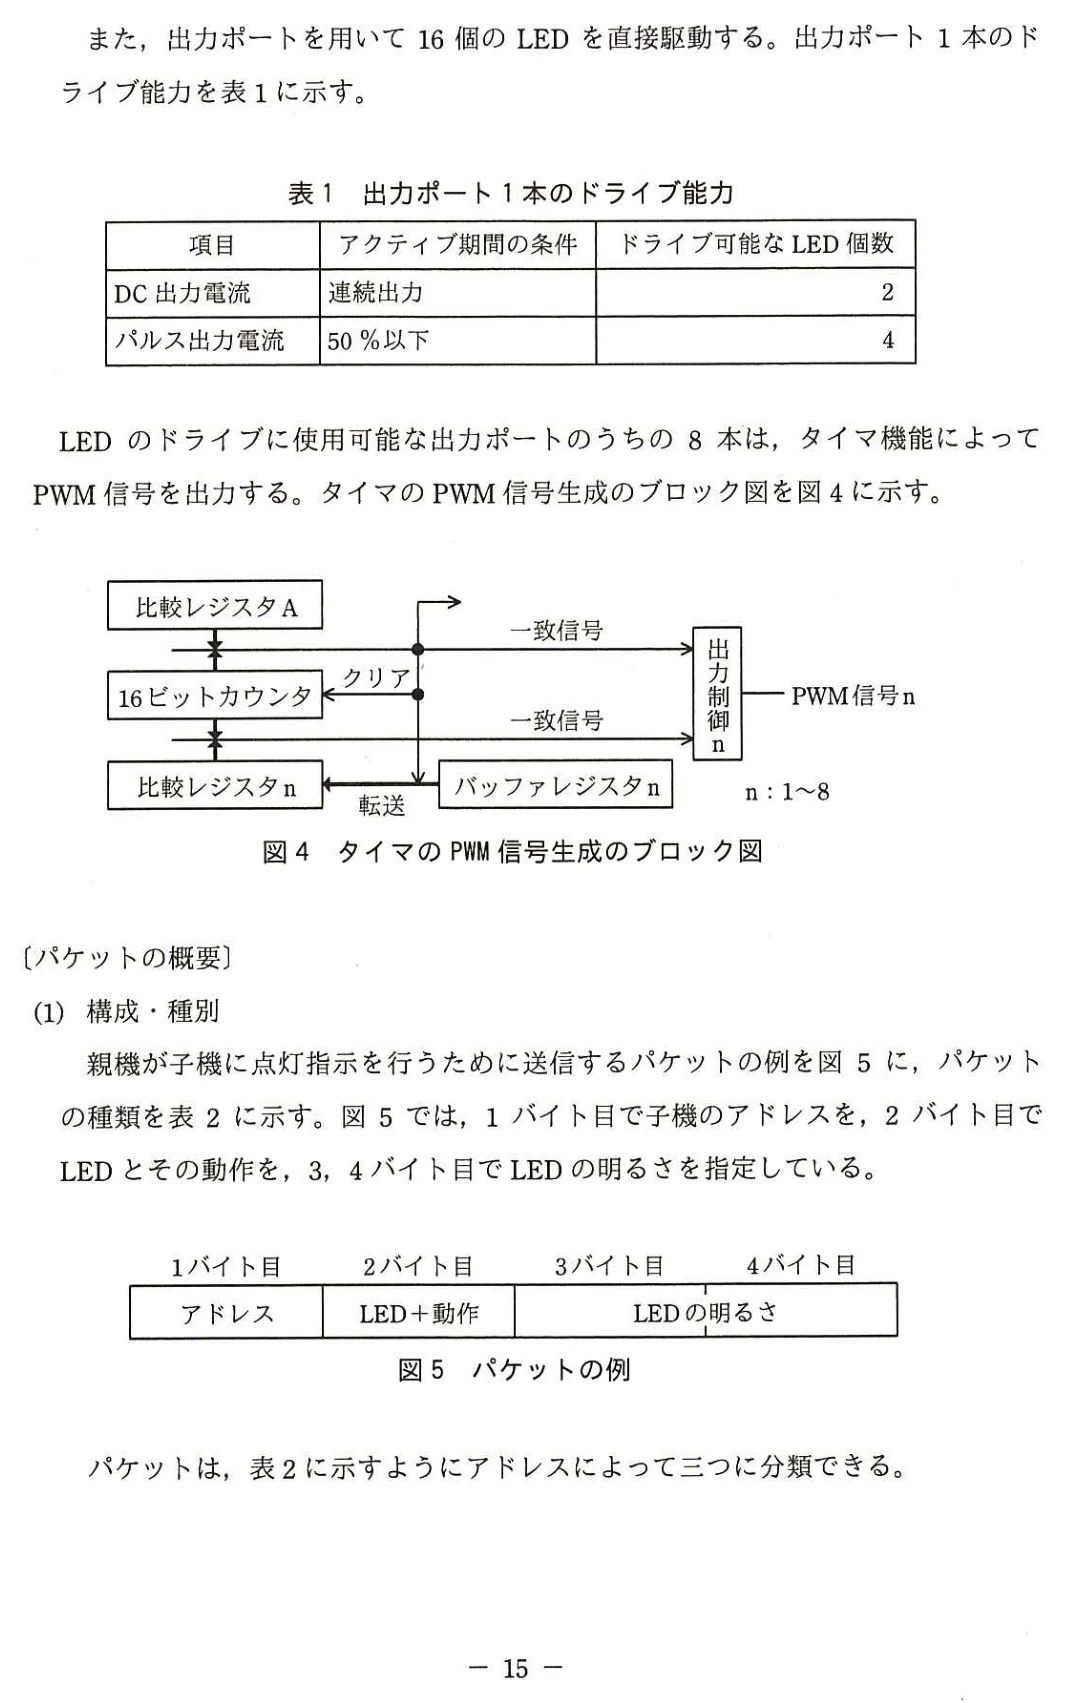 また，出力ポートを用いて 16 個の LED を直接駆動する。出力ポート 1 本のド
ライブ能力を表 1 に示す。
表 1　出力ポート 1 本のドライブ能力
項目　アクティブ期間の条件　ドライブ可能な LED 個数
DC 出力電流　連続出力　2
パルス出力電流　50 %以下　4
LED のドライブに使用可能な出力ポートのうちの 8 本は，タイマ機能によって
PWM 信号を出力する。タイマの PWM 信号生成のブロック図を図 4 に示す。
比較レジスタ A
一致信号
クリア
16 ビットカウンタ
出力制御 n
PWM 信号 n
一致信号
比較レジスタ n
転送
バッファレジスタ n
n：1～8
図 4　タイマの PWM 信号生成のブロック図
〔パケットの概要〕
(1)　構成・種別
親機が子機に点灯指示を行うために送信するパケットの例を図 5 に，パケット
の種類を表 2 に示す。図 5 では，1 バイト目で子機のアドレスを，2 バイト目で
LED とその動作を，3，4 バイト目で LED の明るさを指定している。
1 バイト目　2 バイト目　3 バイト目　4 バイト目
アドレス　LED＋動作　LED の明るさ
図 5　パケットの例
パケットは，表 2 に示すようにアドレスによって三つに分類できる。
－ 15 －